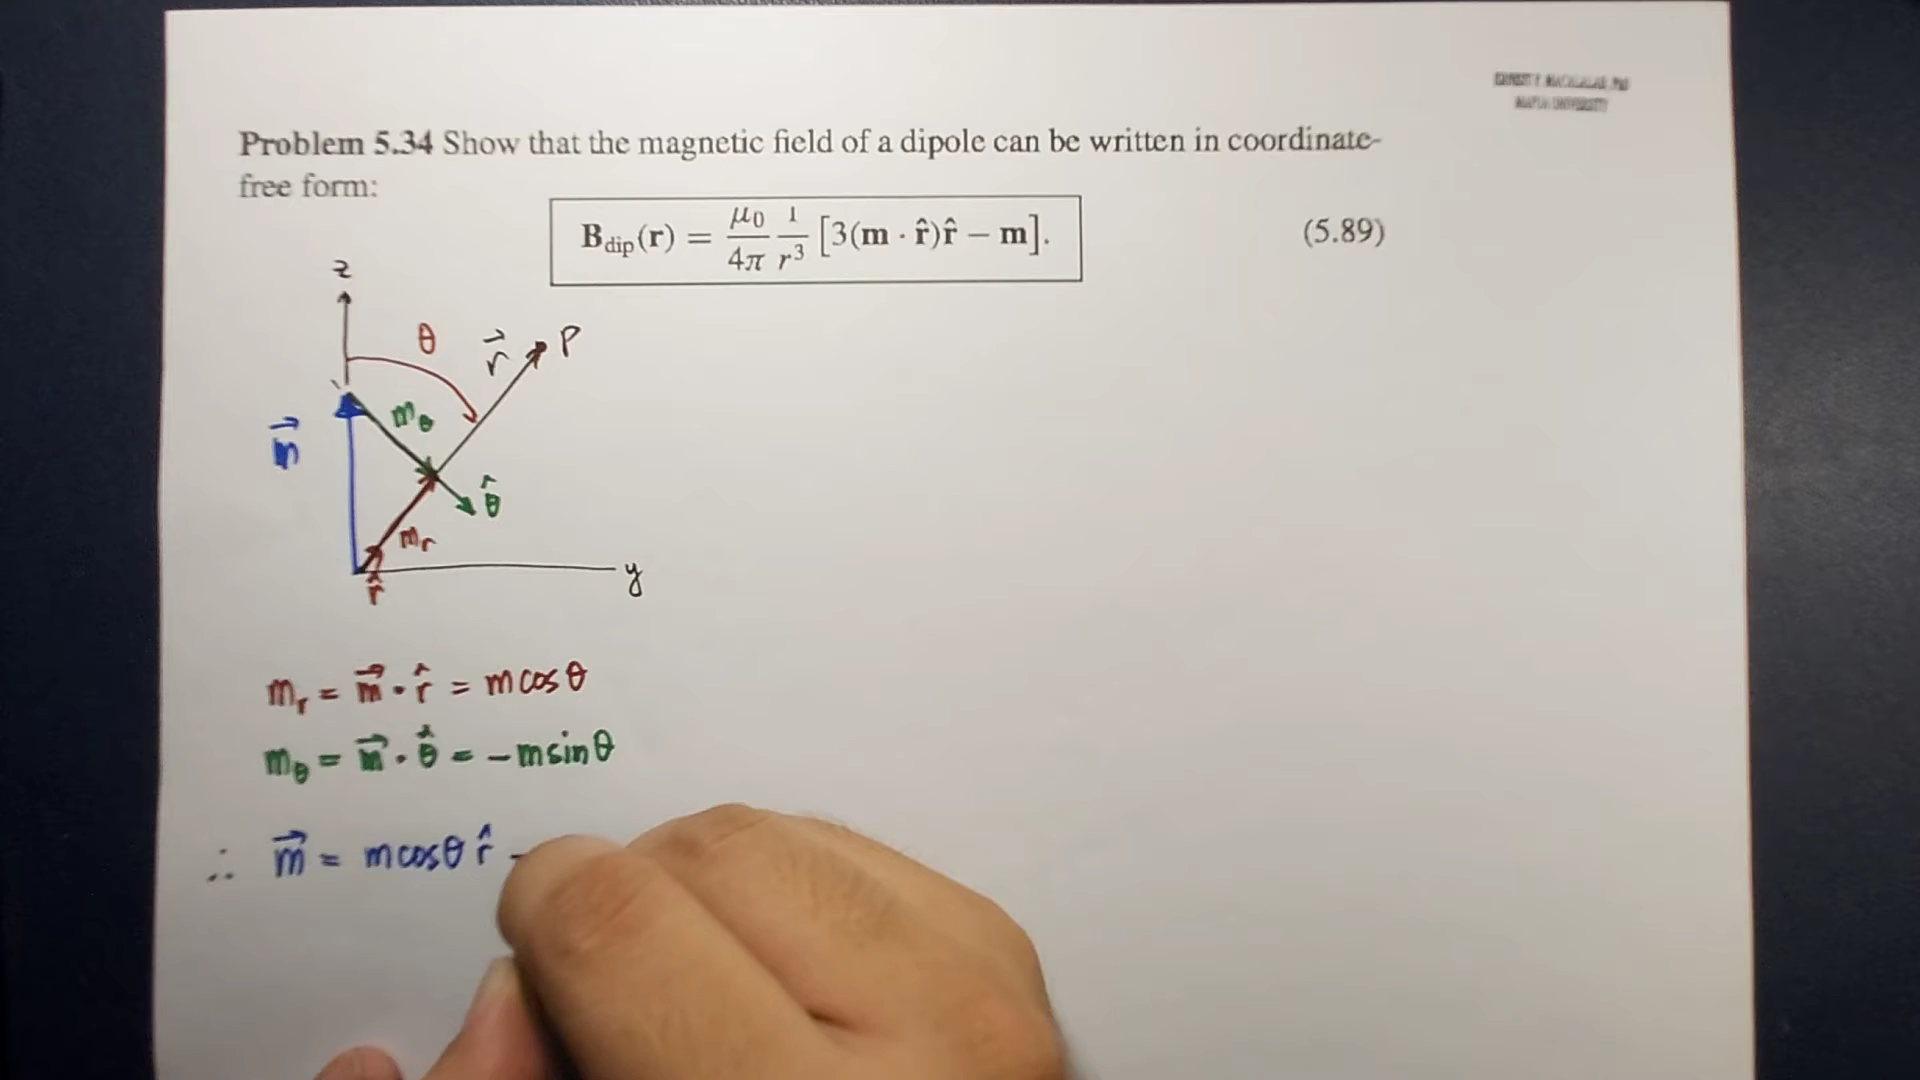 Problem 5.34 Show that the magnetic field of a dipole can be written in coordinate-
free form:
B_dip(r) = μ₀/4π 1/r³ [3(m · r̂)r̂ − m].
(5.89)
z
θ
r⃗
P
m⃗
m_θ
θ̂
m_r
r̂
y
m_r = m⃗ · r̂ = m cos θ
m_θ = m⃗ · θ̂ = − m sin θ
∴ m⃗ = m cos θ r̂ −